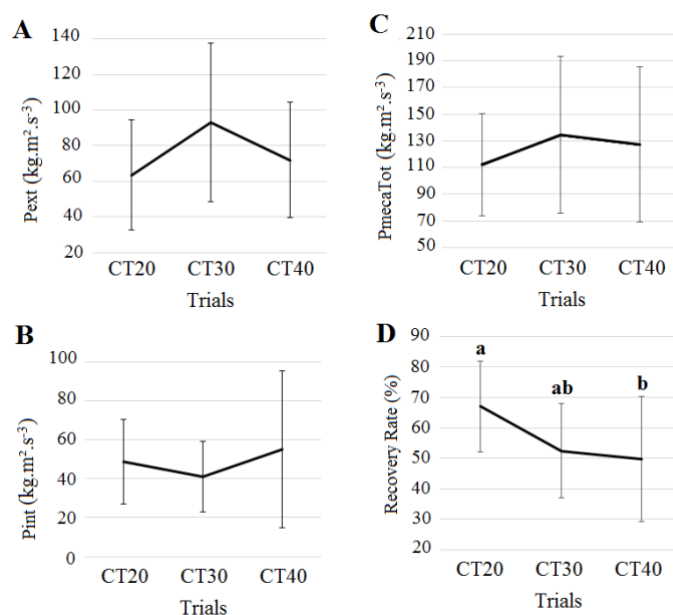 A
Pext (kg.m².s⁻³)
140
120
100
80
60
40
20
CT20 CT30 CT40
Trials
B
Pint (kg.m².s⁻³)
100
80
60
40
20
0
CT20 CT30 CT40
Trials
C
PmecaTot (kg.m².s⁻³)
210
190
170
150
130
110
90
70
50
CT20 CT30 CT40
Trials
D
Recovery Rate (%)
90
80
70
60
50
40
30
20
a
ab
b
CT20 CT30 CT40
Trials